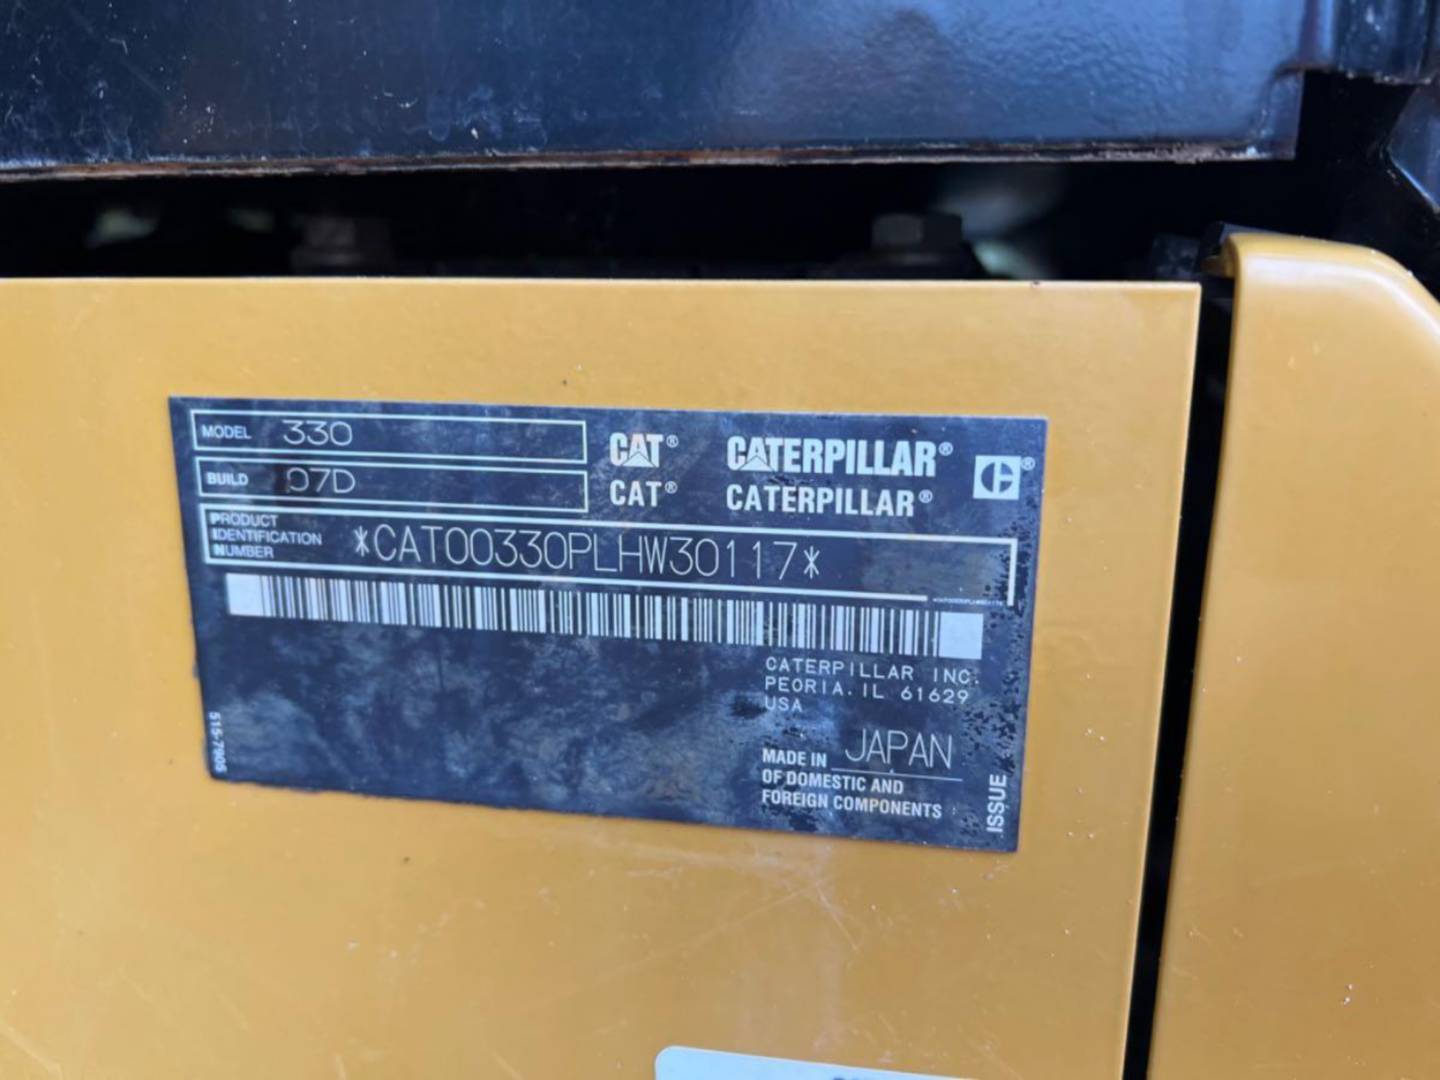 MODEL 330
BUILD 07D
PRODUCT
IDENTIFICATION
NUMBER
*CAT00330PLHW30117*
CAT® CATERPILLAR®
CAT® CATERPILLAR®
CATERPILLAR INC.
PEORIA, IL 61629
USA
MADE IN JAPAN
OF DOMESTIC AND
FOREIGN COMPONENTS
515-7905
ISSUE